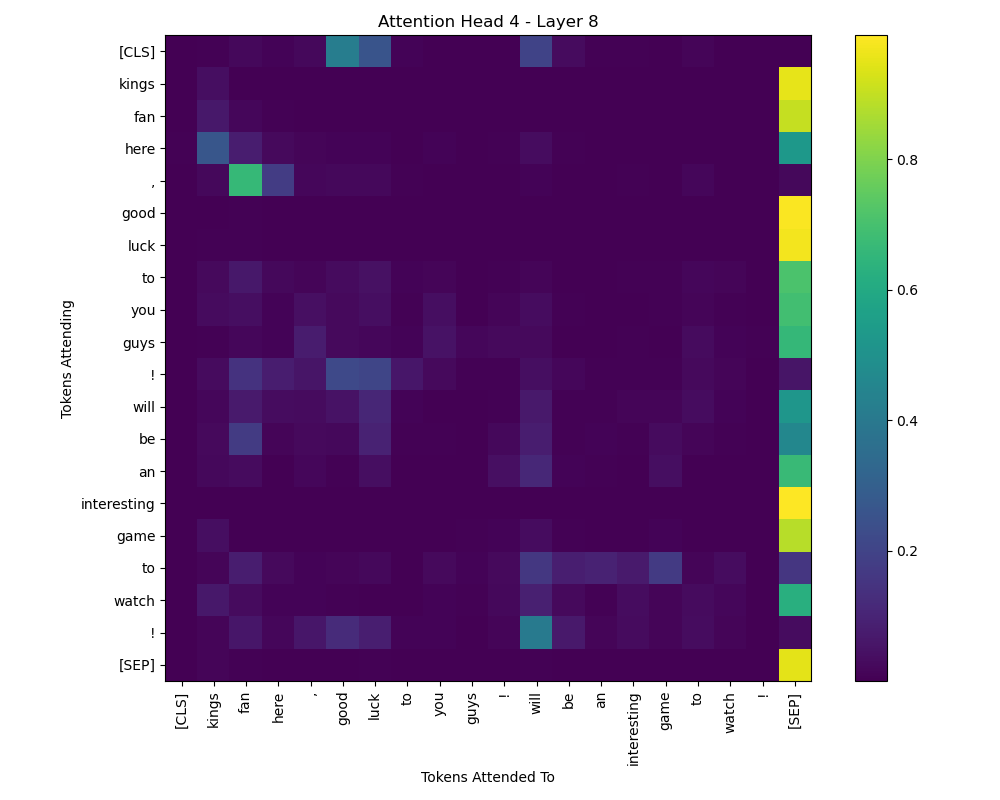 Attention Head 4 - Layer 8
[CLS]
kings
fan
here
,
good
luck
to
you
guys
!
will
be
an
interesting
game
to
watch
!
[SEP]
Tokens Attending
[CLS]
kings
fan
here
,
good
luck
to
you
guys
!
will
be
an
interesting
game
to
watch
!
[SEP]
Tokens Attended To
0.8
0.6
0.4
0.2